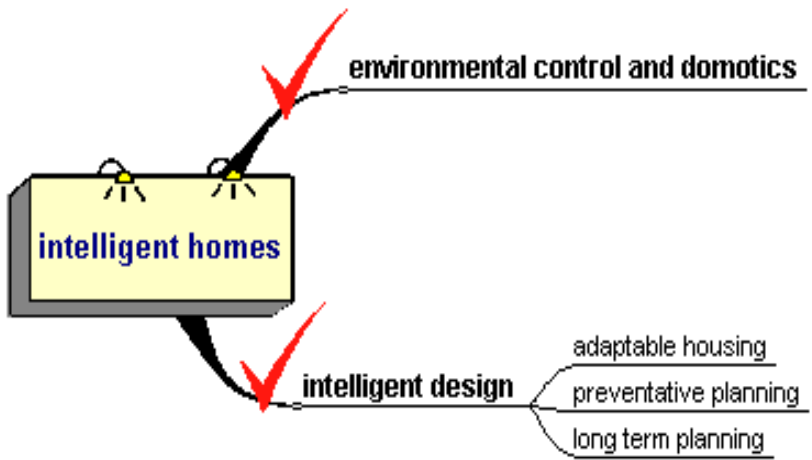 environmental control and domotics
intelligent homes
intelligent design
adaptable housing
preventative planning
long term planning